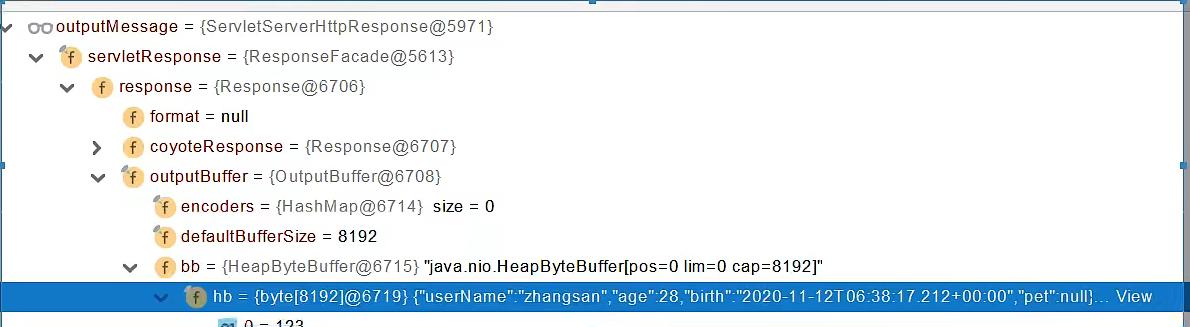 outputMessage = {ServletServerHttpResponse@5971}
servletResponse = {ResponseFacade@5613}
response = {Response@6706}
format = null
coyoteResponse = {Response@6707}
outputBuffer = {OutputBuffer@6708}
encoders = {HashMap@6714} size = 0
defaultBufferSize = 8192
bb = {HeapByteBuffer@6715} "java.nio.HeapByteBuffer[pos=0 lim=0 cap=8192]"
hb = {byte[8192]@6719} {"userName":"zhangsan","age":28,"birth":"2020-11-12T06:38:17.212+00:00","pet":null}... View
0 = 123